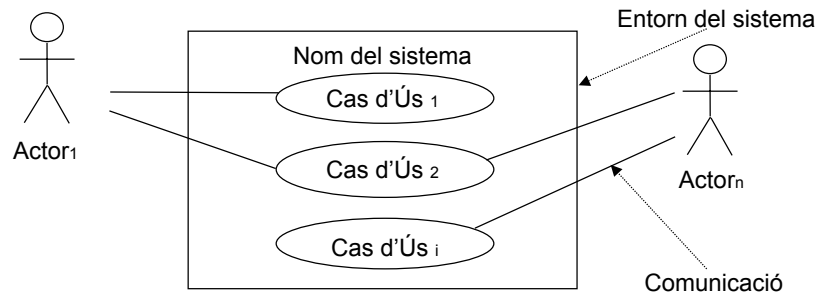 Entorn del sistema
Nom del sistema
Cas d’Ús 1
Actor1
Cas d’Ús 2
Actorn
Cas d’Ús i
Comunicació